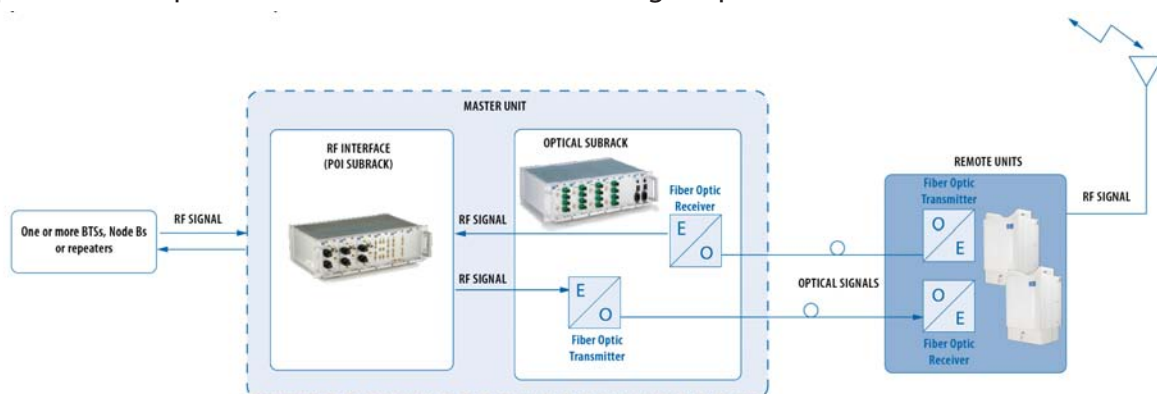 MASTER UNIT
RF INTERFACE
(POI SUBRACK)
OPTICAL SUBRACK
REMOTE UNITS
Fiber Optic
Receiver
Fiber Optic
Transmitter
RF SIGNAL
RF SIGNAL
RF SIGNAL
One or more BTSs, Node Bs
or repeaters
E
O
O
E
RF SIGNAL
OPTICAL SIGNALS
E
O
O
E
Fiber Optic
Transmitter
Fiber Optic
Receiver